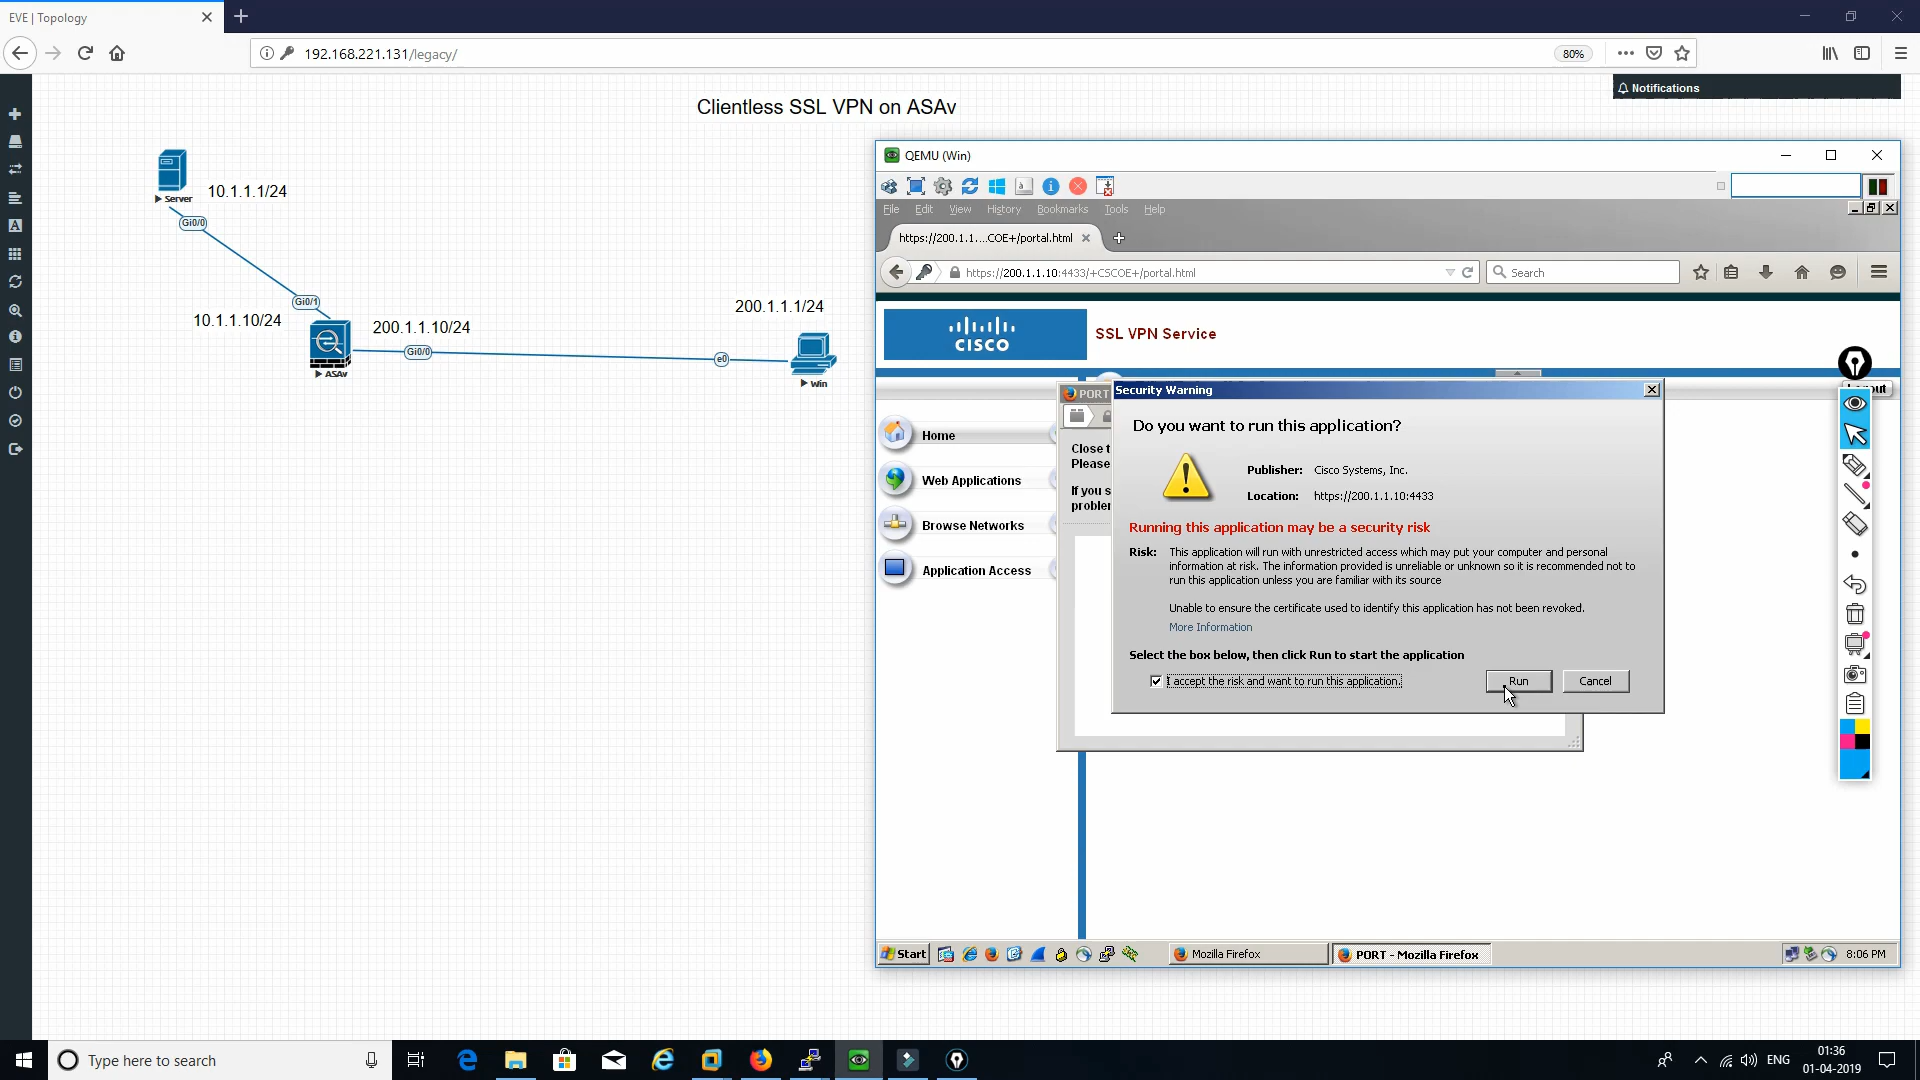 EVE | Topology
192.168.221.131/legacy/
80%
Notifications
Clientless SSL VPN on ASAv
Server
10.1.1.1/24
Gi0/0
Gi0/1
10.1.1.10/24
200.1.1.10/24
Gi0/0
ASAv
200.1.1.1/24
e0
Win
QEMU (Win)
File Edit View History Bookmarks Tools Help
https://200.1.1....COE+/portal.html
https://200.1.1.10:4433/+CSCOE+/portal.html
Search
CISCO
SSL VPN Service
Home
Web Applications
Browse Networks
Application Access
PORT
Close t
Please
If you s
probler
Security Warning
Do you want to run this application?
Publisher: Cisco Systems, Inc.
Location: https://200.1.1.10:4433
Running this application may be a security risk
Risk: This application will run with unrestricted access which may put your computer and personal
information at risk. The information provided is unreliable or unknown so it is recommended not to
run this application unless you are familiar with its source
Unable to ensure the certificate used to identify this application has not been revoked.
More Information
Select the box below, then click Run to start the application
I accept the risk and want to run this application.
Run Cancel
Start
Mozilla Firefox
PORT - Mozilla Firefox
8:06 PM
Type here to search
ENG
01:36
01-04-2019